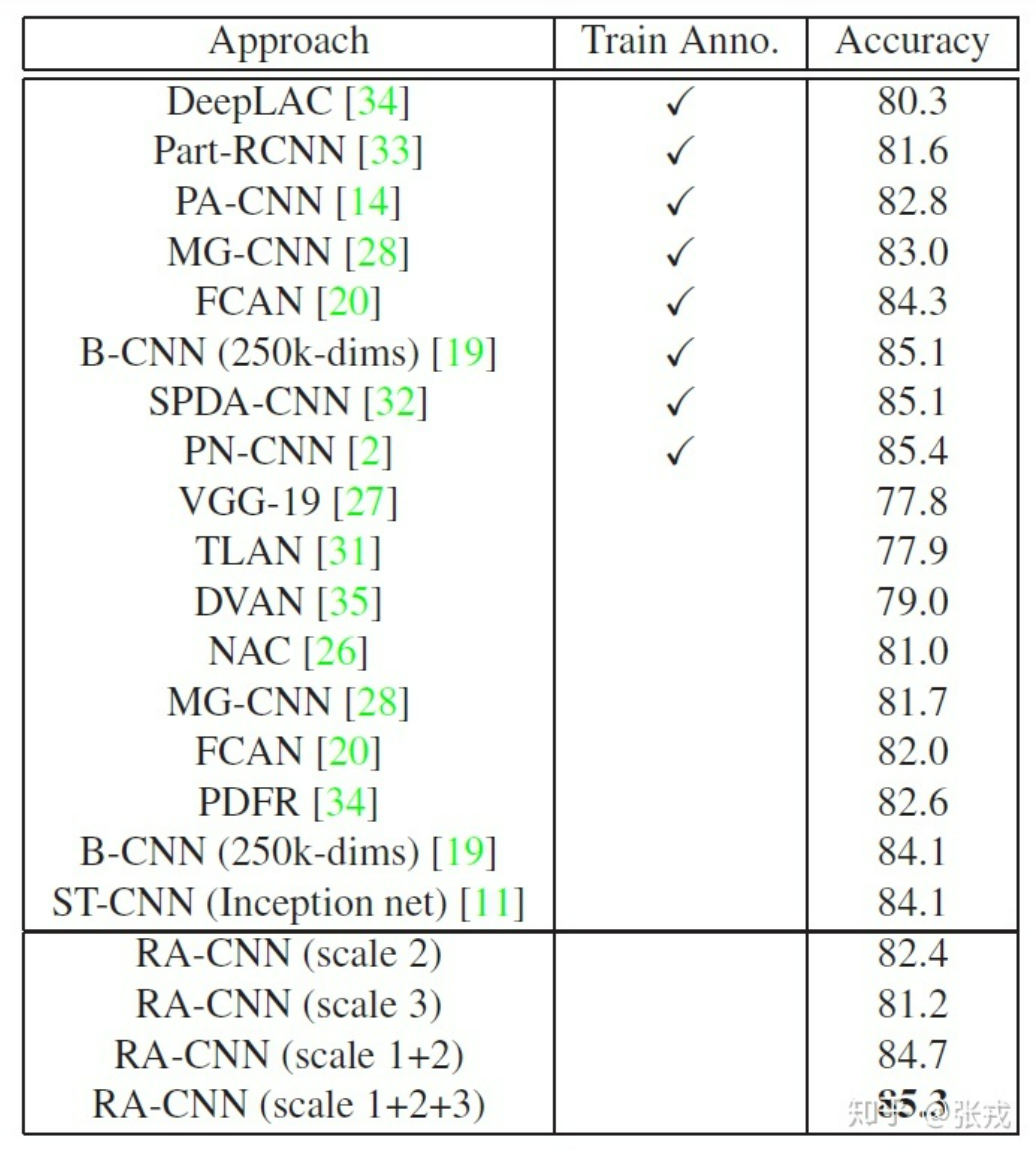 Approach Train Anno. Accuracy
DeepLAC [34] ✓ 80.3
Part-RCNN [33] ✓ 81.6
PA-CNN [14] ✓ 82.8
MG-CNN [28] ✓ 83.0
FCAN [20] ✓ 84.3
B-CNN (250k-dims) [19] ✓ 85.1
SPDA-CNN [32] ✓ 85.1
PN-CNN [2] ✓ 85.4
VGG-19 [27] 77.8
TLAN [31] 77.9
DVAN [35] 79.0
NAC [26] 81.0
MG-CNN [28] 81.7
FCAN [20] 82.0
PDFR [34] 82.6
B-CNN (250k-dims) [19] 84.1
ST-CNN (Inception net) [11] 84.1
RA-CNN (scale 2) 82.4
RA-CNN (scale 3) 81.2
RA-CNN (scale 1+2) 84.7
RA-CNN (scale 1+2+3) 85.3
知乎 @张戎